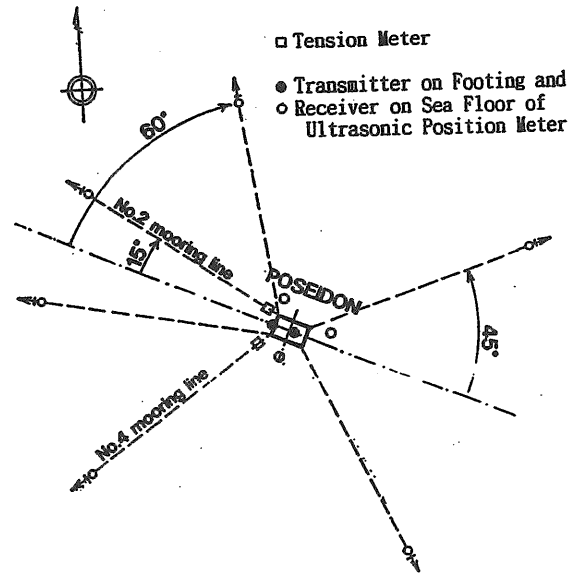 □ Tension Meter
● Transmitter on Footing and
○ Receiver on Sea Floor of
Ultrasonic Position Meter
60°
No.2 mooring line
15°
POSEIDON
45°
No.4 mooring line